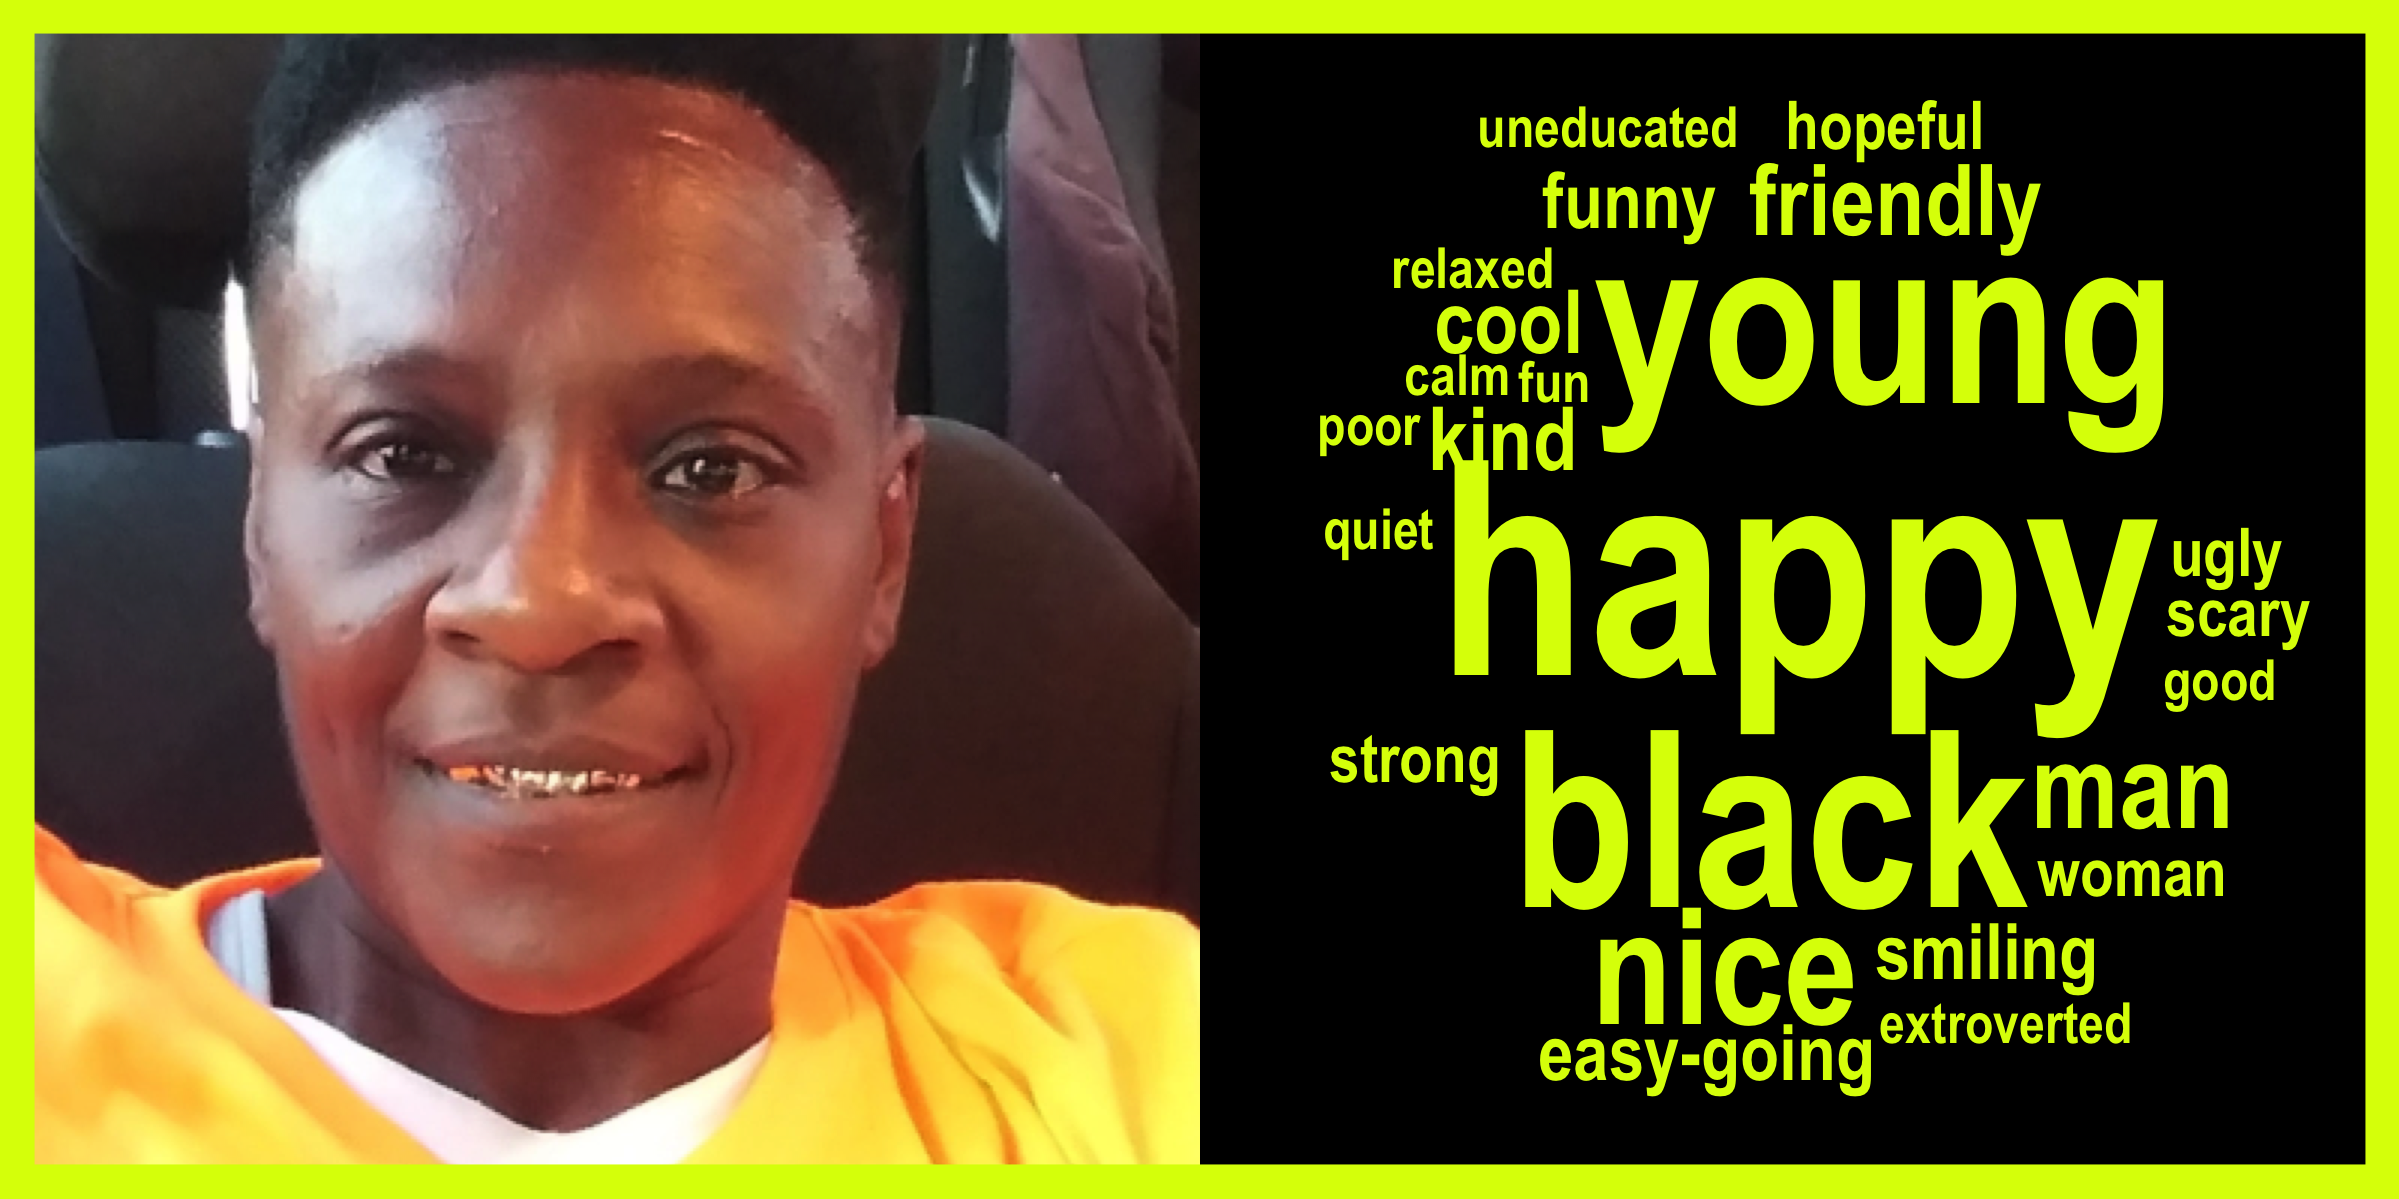 uneducated hopeful
funny friendly
relaxed
cool young
calm fun
poor kind
happy
quiet
ugly
scary
good
strong black man
woman
nice smiling
extroverted
easy-going